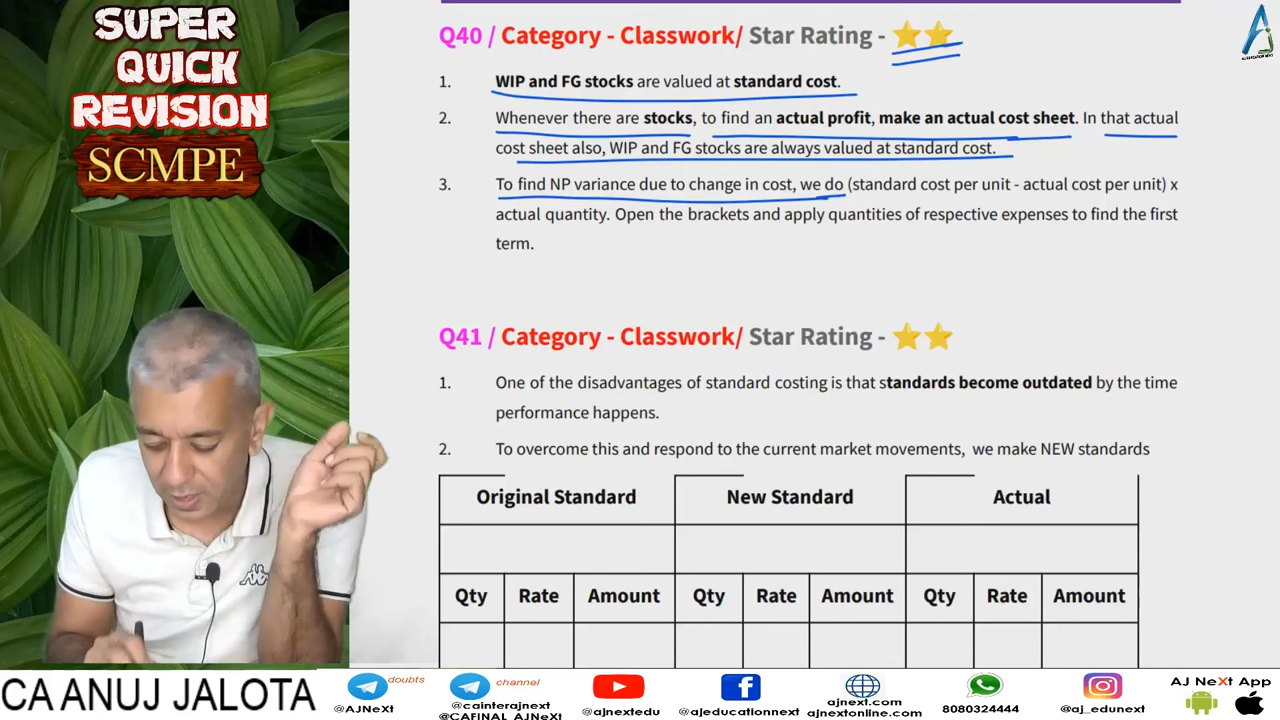 SUPER
QUICK
REVISION
SCMPE
Q40 / Category - Classwork/ Star Rating -
1. WIP and FG stocks are valued at standard cost.
2. Whenever there are stocks, to find an actual profit, make an actual cost sheet. In that actual
cost sheet also, WIP and FG stocks are always valued at standard cost.
3. To find NP variance due to change in cost, we do (standard cost per unit - actual cost per unit) x
actual quantity. Open the brackets and apply quantities of respective expenses to find the first
term.
Q41 / Category - Classwork/ Star Rating -
1. One of the disadvantages of standard costing is that standards become outdated by the time
performance happens.
2. To overcome this and respond to the current market movements, we make NEW standards
Original Standard New Standard Actual
Qty Rate Amount Qty Rate Amount Qty Rate Amount
CA ANUJ JALOTA
doubts
@AJNeXt
channel
@cainterajnext
@CAFINAL_AJNeXt
@ajnextedu
@ajeducationnext
ajnext.com
ajnextonline.com
8080324444
@aj_edunext
AJ NeXt App